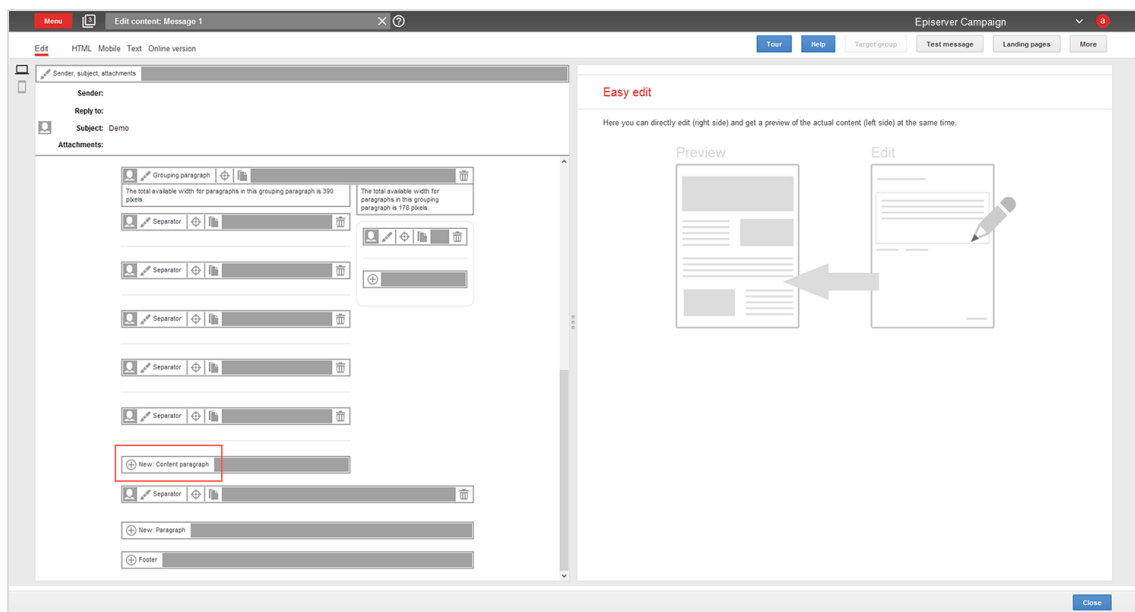 Menu
3
Edit content: Message 1
Episerver Campaign
a
Edit
HTML
Mobile
Text
Online version
Tour
Help
Target group
Test message
Landing pages
More
Sender, subject, attachments
Sender:
Reply to:
Subject: Demo
Attachments:
Grouping paragraph
The total available width for paragraphs in this grouping paragraph is 390
pixels.
The total available width for
paragraphs in this grouping
paragraph is 178 pixels.
Separator
Separator
Separator
Separator
Separator
New: Content paragraph
Separator
New: Paragraph
Footer
Easy edit
Here you can directly edit (right side) and get a preview of the actual content (left side) at the same time.
Preview
Edit
Close